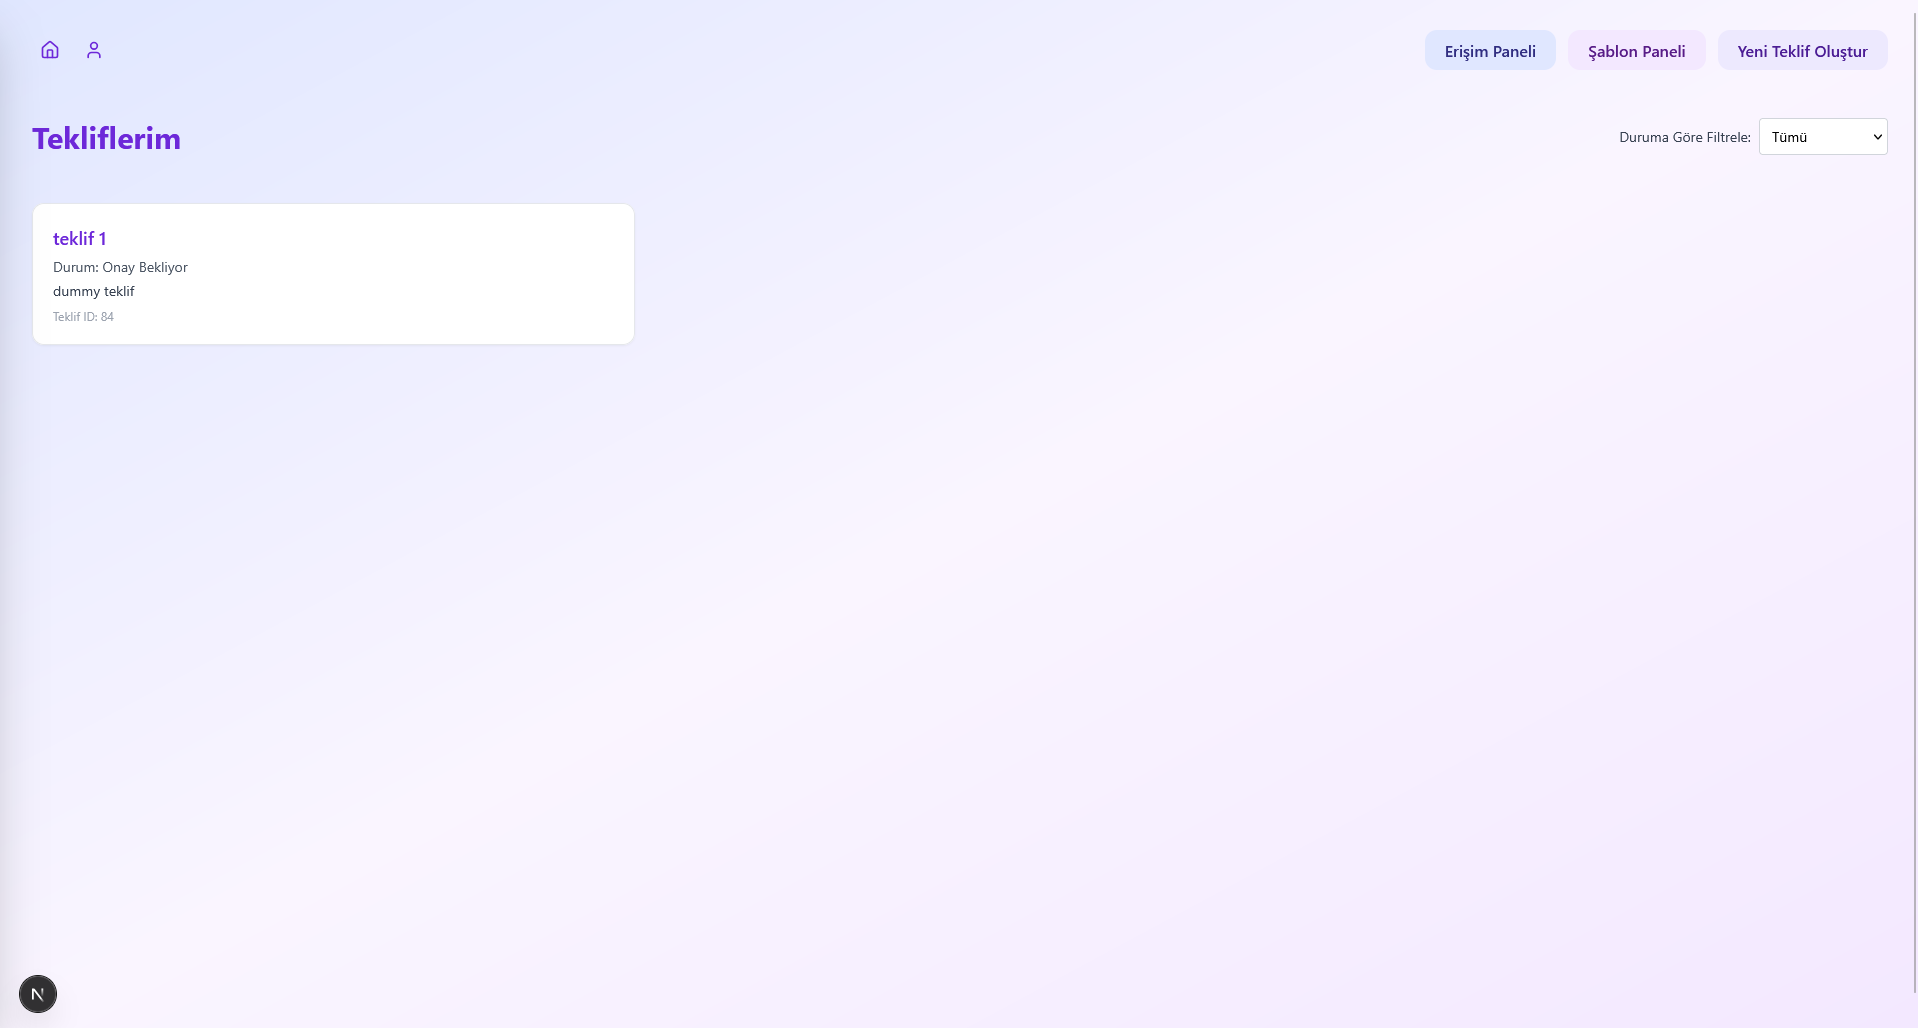 Erişim Paneli
Şablon Paneli
Yeni Teklif Oluştur
Tekliflerim
Duruma Göre Filtrele:
Tümü
teklif 1
Durum: Onay Bekliyor
dummy teklif
Teklif ID: 84
N